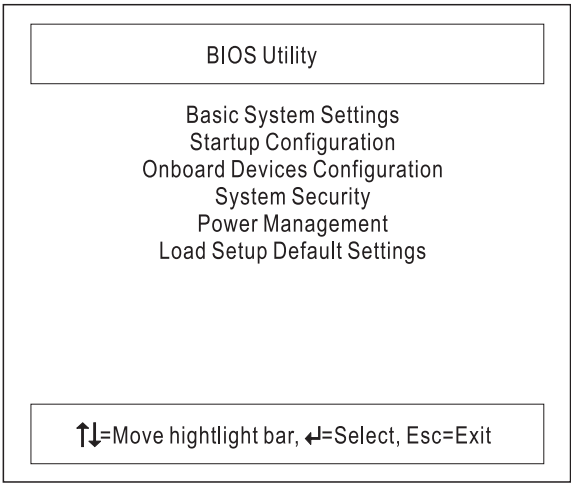 BIOS Utility
Basic System Settings
Startup Configuration
Onboard Devices Configuration
System Security
Power Management
Load Setup Default Settings
↑↓=Move hightlight bar, ↵=Select, Esc=Exit